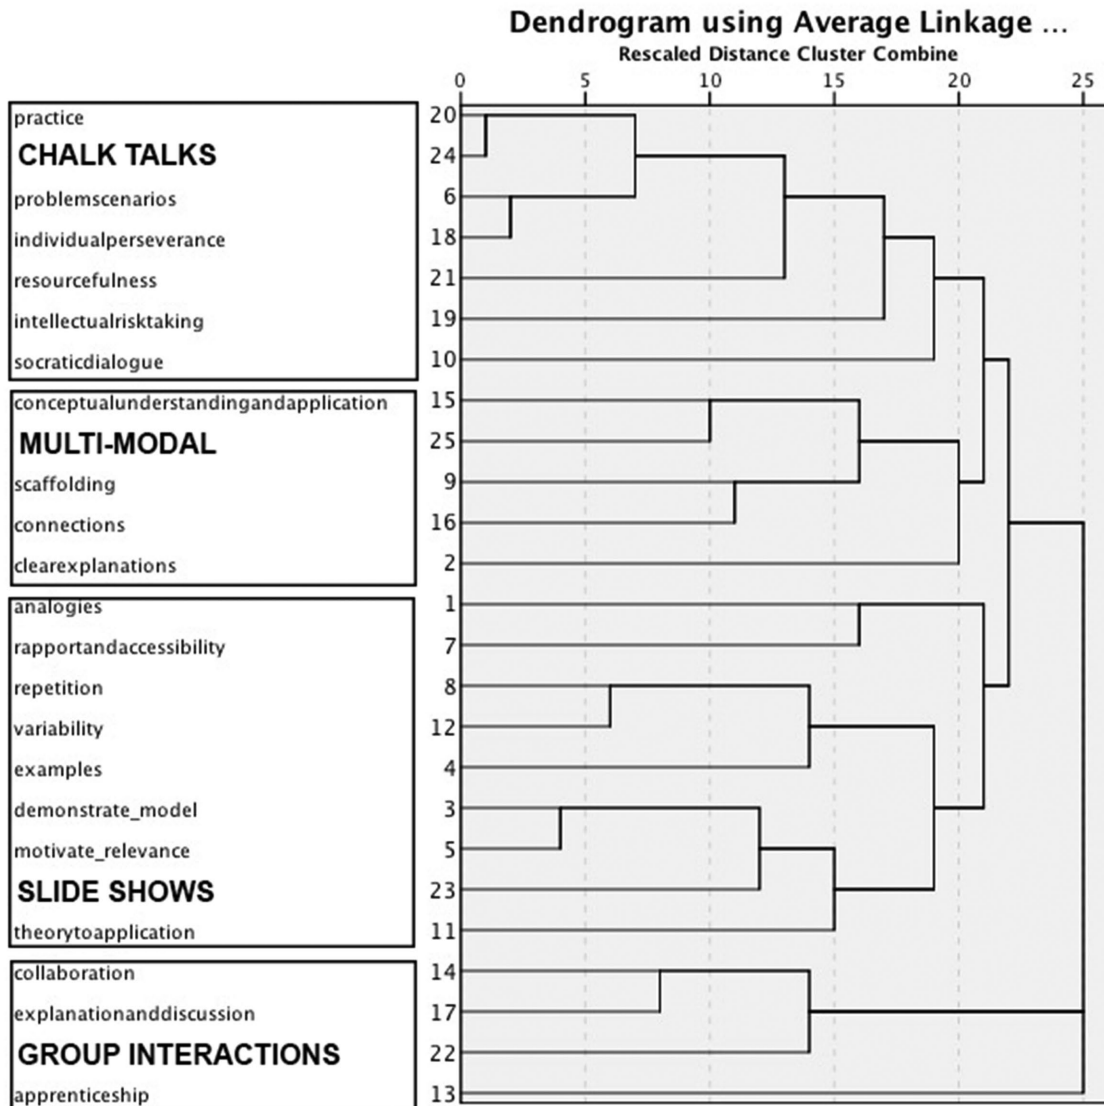 Dendrogram using Average Linkage ...
Rescaled Distance Cluster Combine
0 5 10 15 20 25
practice 20
CHALK TALKS 24
problemscenarios 6
individualperseverance 18
resourcefulness 21
intellectualrisktaking 19
socraticdialogue 10
conceptualunderstandingandapplication 15
MULTI-MODAL 25
scaffolding 9
connections 16
clearexplanations 2
analogies 1
rapportandaccessibility 7
repetition 8
variability 12
examples 4
demonstrate_model 3
motivate_relevance 5
SLIDE SHOWS 23
theorytoapplication 11
collaboration 14
explanationanddiscussion 17
GROUP INTERACTIONS 22
apprenticeship 13